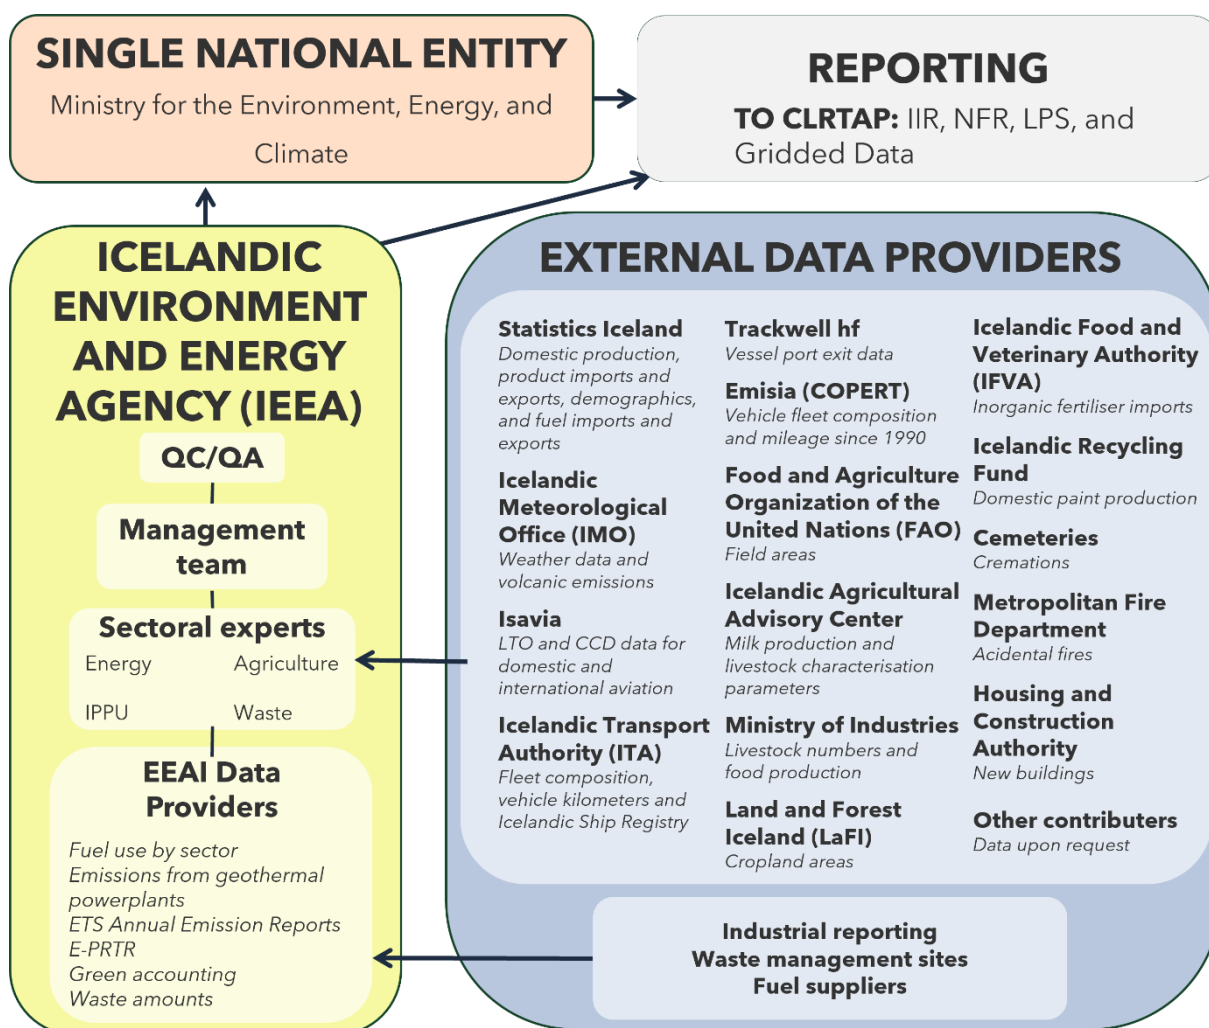 SINGLE NATIONAL ENTITY
Ministry for the Environment, Energy, and
Climate
REPORTING
TO CLRTAP: IIR, NFR, LPS, and
Gridded Data
ICELANDIC
ENVIRONMENT
AND ENERGY
AGENCY (IEEA)
QC/QA
Management
team
Sectoral experts
Energy
Agriculture
IPPU
Waste
EEAI Data
Providers
Fuel use by sector
Emissions from geothermal
powerplants
ETS Annual Emission Reports
E-PRTR
Green accounting
Waste amounts
EXTERNAL DATA PROVIDERS
Statistics Iceland
Domestic production,
product imports and
exports, demographics,
and fuel imports and
exports
Icelandic
Meteorological
Office (IMO)
Weather data and
volcanic emissions
Isavia
LTO and CCD data for
domestic and
international aviation
Icelandic Transport
Authority (ITA)
Fleet composition,
vehicle kilometers and
Icelandic Ship Registry
Trackwell hf
Vessel port exit data
Emisia (COPERT)
Vehicle fleet composition
and mileage since 1990
Food and Agriculture
Organization of the
United Nations (FAO)
Field areas
Icelandic Agricultural
Advisory Center
Milk production and
livestock characterisation
parameters
Ministry of Industries
Livestock numbers and
food production
Land and Forest
Iceland (LaFI)
Cropland areas
Icelandic Food and
Veterinary Authority
(IFVA)
Inorganic fertiliser imports
Icelandic Recycling
Fund
Domestic paint production
Cemeteries
Cremations
Metropolitan Fire
Department
Acidental fires
Housing and
Construction
Authority
New buildings
Other contributers
Data upon request
Industrial reporting
Waste management sites
Fuel suppliers